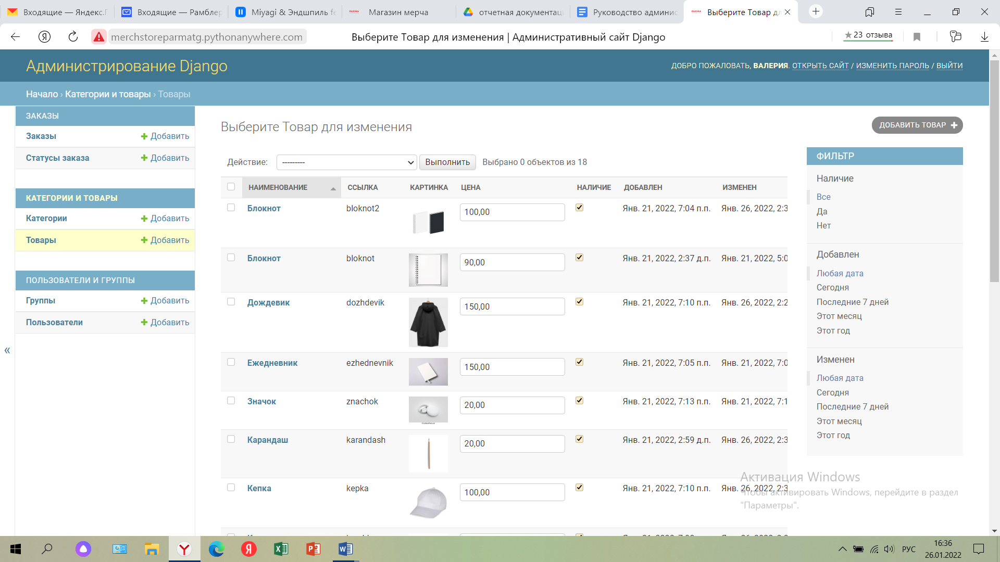 Входящие — Яндекс.Г
Входящие — Рамблер
Miyagi & Эндшпиль fe
Магазин мерча
отчетная документаци
Руководство админис
Выберите Товар дл
merchstoreparmatg.pythonanywhere.com
Выберите Товар для изменения | Административный сайт Django
23 отзыва
Администрирование Django
ДОБРО ПОЖАЛОВАТЬ, ВАЛЕРИЯ. ОТКРЫТЬ САЙТ / ИЗМЕНИТЬ ПАРОЛЬ / ВЫЙТИ
Начало › Категории и товары › Товары
ЗАКАЗЫ
Заказы Добавить
Статусы заказа Добавить
КАТЕГОРИИ И ТОВАРЫ
Категории Добавить
Товары Добавить
ПОЛЬЗОВАТЕЛИ И ГРУППЫ
Группы Добавить
Пользователи Добавить
«
Выберите Товар для изменения
ДОБАВИТЬ ТОВАР
Действие: --------- Выполнить Выбрано 0 объектов из 18
НАИМЕНОВАНИЕ ССЫЛКА КАРТИНКА ЦЕНА НАЛИЧИЕ ДОБАВЛЕН ИЗМЕНЕН
Блокнот bloknot2 100,00 Янв. 21, 2022, 7:04 п.п. Янв. 26, 2022, 2:3
Блокнот bloknot 90,00 Янв. 21, 2022, 2:37 д.п. Янв. 21, 2022, 5:0
Дождевик dozhdevik 150,00 Янв. 21, 2022, 7:10 п.п. Янв. 26, 2022, 2:2
Ежедневник ezhednevnik 150,00 Янв. 21, 2022, 7:05 п.п. Янв. 21, 2022, 7:0
Значок znachok 20,00 Янв. 21, 2022, 7:13 п.п. Янв. 21, 2022, 7:1
Карандаш karandash 20,00 Янв. 21, 2022, 2:59 д.п. Янв. 26, 2022, 2:3
Кепка kepka 100,00 Янв. 21, 2022, 7:10 п.п. Янв. 26, 2022, 2:3
ФИЛЬТР
Наличие
Все
Да
Нет
Добавлен
Любая дата
Сегодня
Последние 7 дней
Этот месяц
Этот год
Изменен
Любая дата
Сегодня
Последние 7 дней
Этот месяц
Этот год
Активация Windows
Чтобы активировать Windows, перейдите в раздел
"Параметры".
РУС
16:36
26.01.2022